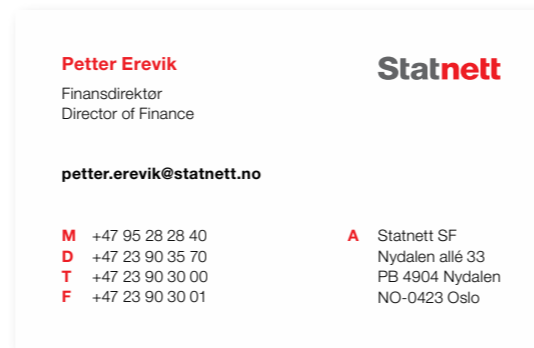 Petter Erevik
Statnett
Finansdirektør
Director of Finance
petter.erevik@statnett.no
M +47 95 28 28 40
D +47 23 90 35 70
T +47 23 90 30 00
F +47 23 90 30 01
A Statnett SF
Nydalen allé 33
PB 4904 Nydalen
NO-0423 Oslo